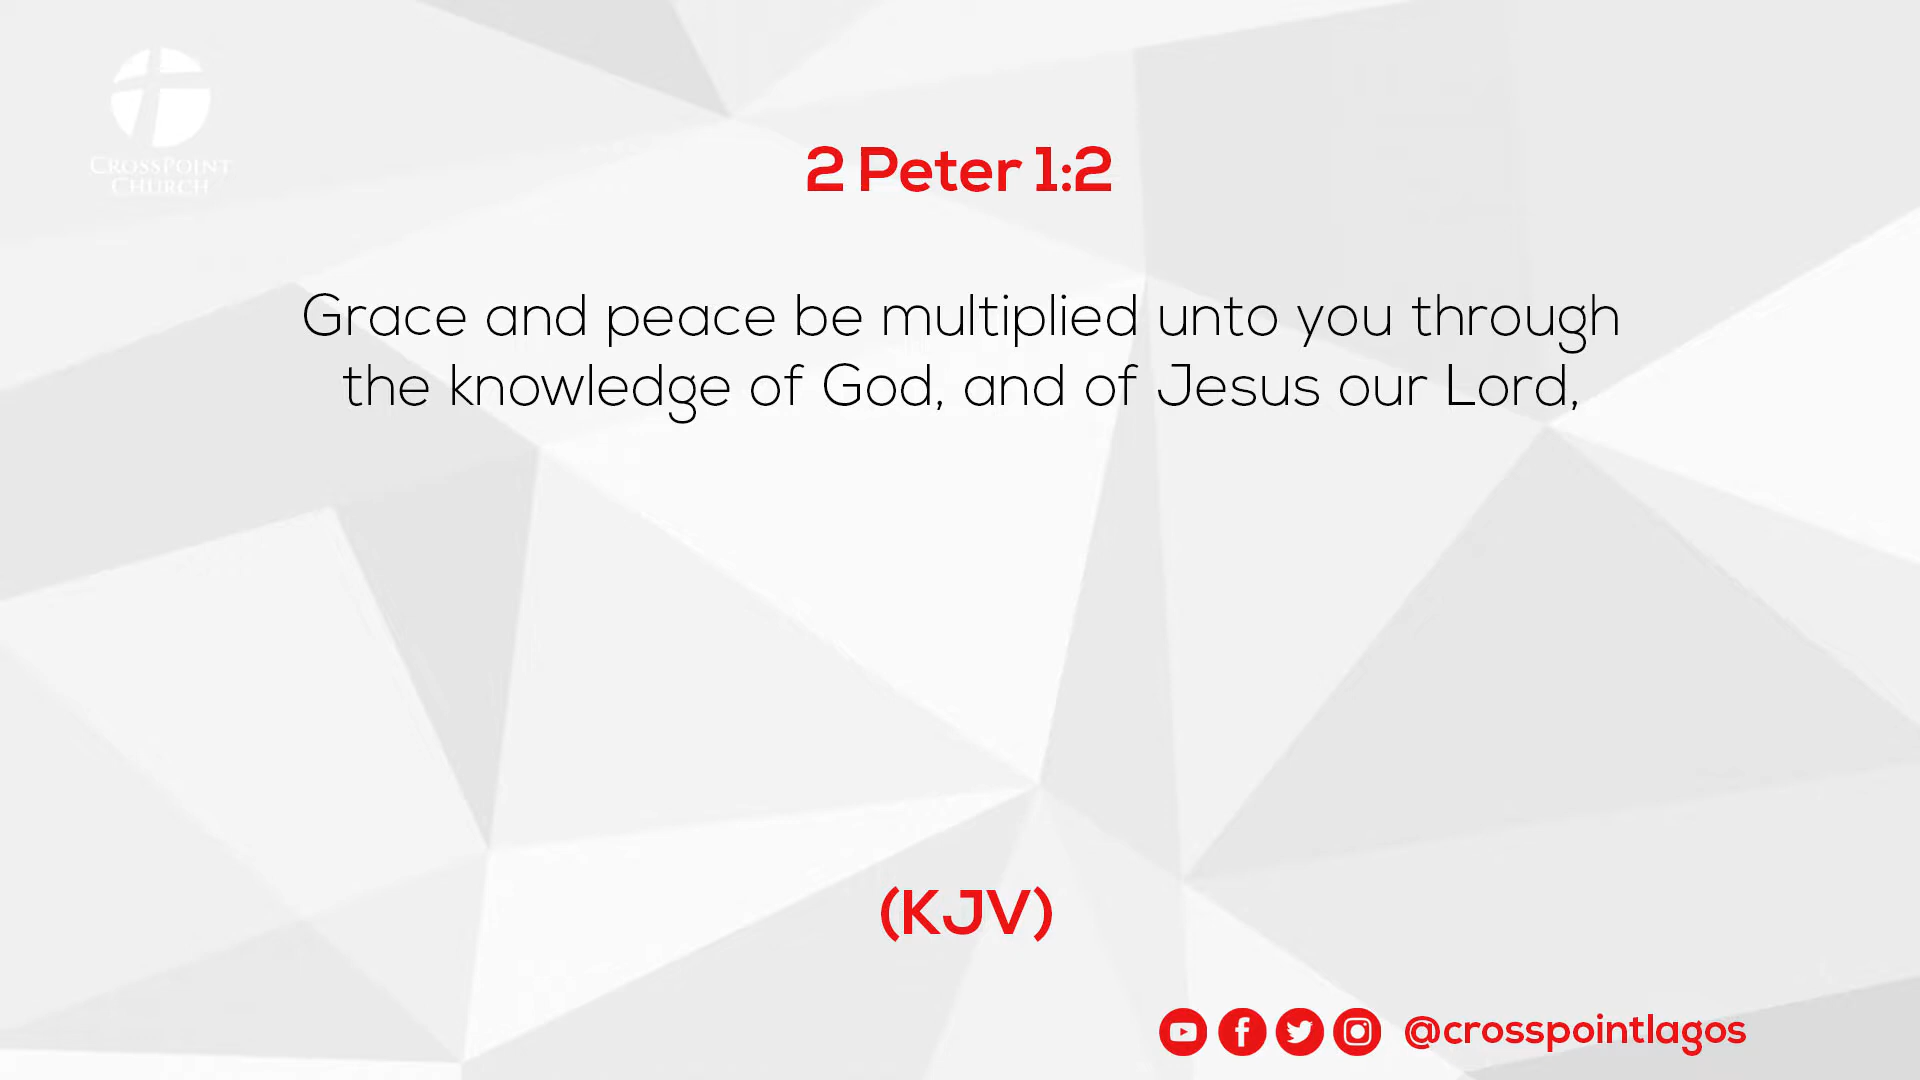 CROSSPOINT
CHURCH
2 Peter 1:2
Grace and peace be multiplied unto you through
the knowledge of God, and of Jesus our Lord,
(KJV)
@crosspointlagos